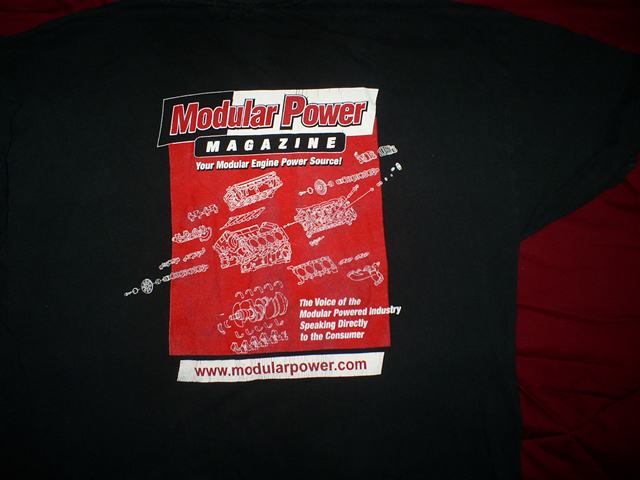 Modular Power
MAGAZINE
Your Modular Engine Power Source!
The Voice of the
Modular Powered Industry
Speaking Directly
to the Consumer
www.modularpower.com